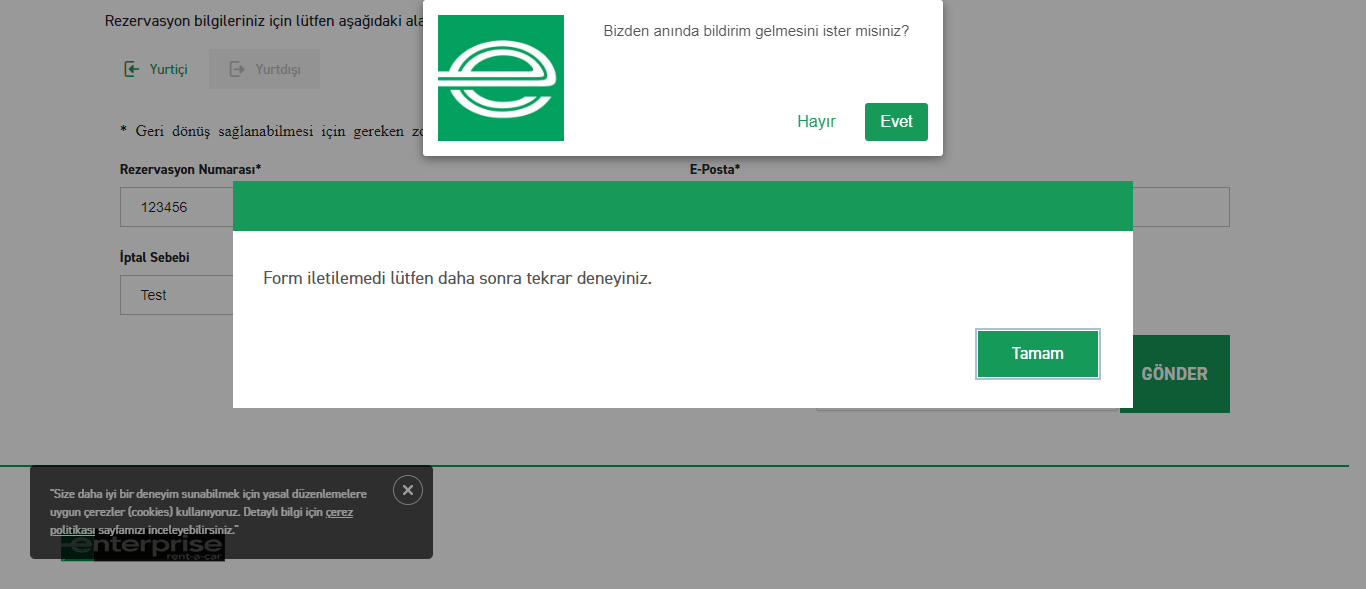 Rezervasyon bilgileriniz için lütfen aşağıdaki
Bizden anında bildirim gelmesini ister misiniz?
Yurtiçi
Yurtdışı
Hayır
Evet
* Geri dönüş sağlanabilmesi için gereken
Rezervasyon Numarası*
E-Posta*
123456
İptal Sebebi
Test
Form iletilemedi lütfen daha sonra tekrar deneyiniz.
Tamam
GÖNDER
"Size daha iyi bir deneyim sunabilmek için yasal düzenlemelere
uygun çerezler (cookies) kullanıyoruz. Detaylı bilgi için çerez
politikası sayfamızı inceleyebilirsiniz."
enterprise
rent-a-car